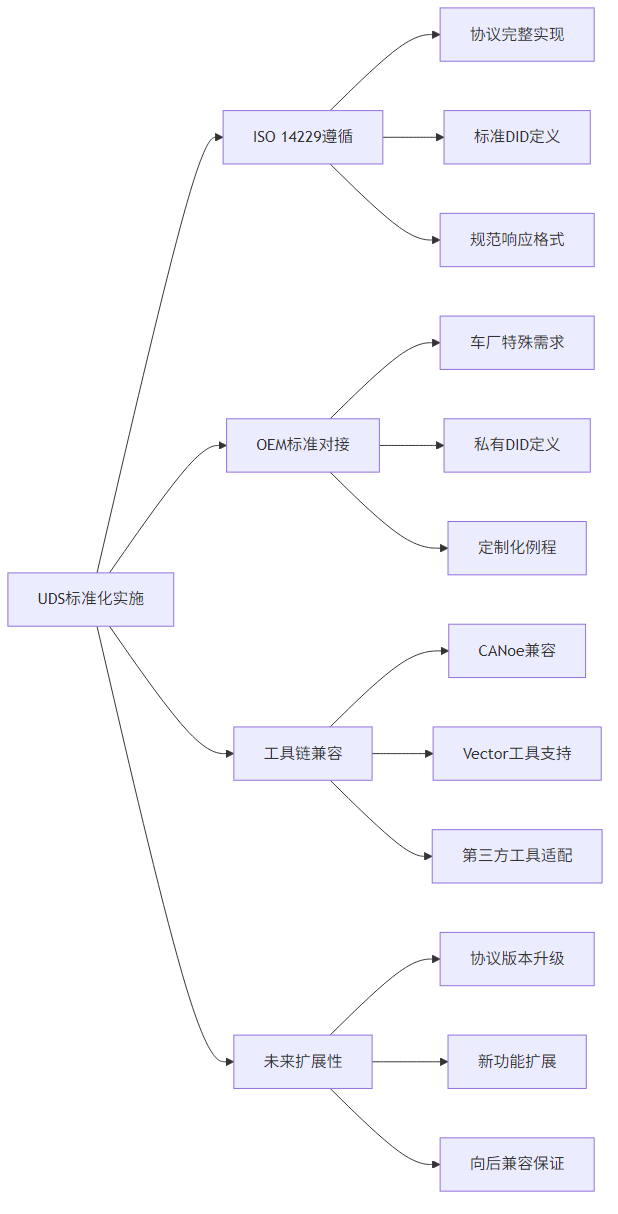 UDS标准化实施
ISO 14229遵循
协议完整实现
标准DID定义
规范响应格式
OEM标准对接
车厂特殊需求
私有DID定义
定制化例程
工具链兼容
CANoe兼容
Vector工具支持
第三方工具适配
未来扩展性
协议版本升级
新功能扩展
向后兼容保证